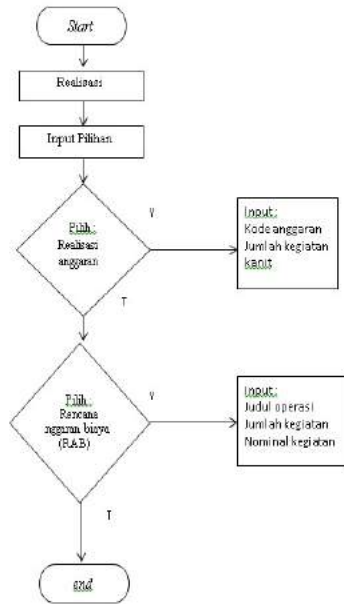 Start
Realisasi
Input Pilihan
Pilih :
Realisasi
anggaran
Y
Input :
Kode anggaran
Jumlah kegiatan
kanit
T
Pilih :
Rencana
nggaran biaya
(RAB)
Y
Input :
Judul operasi
Jumlah kegiatan
Nominal kegiatan
T
end